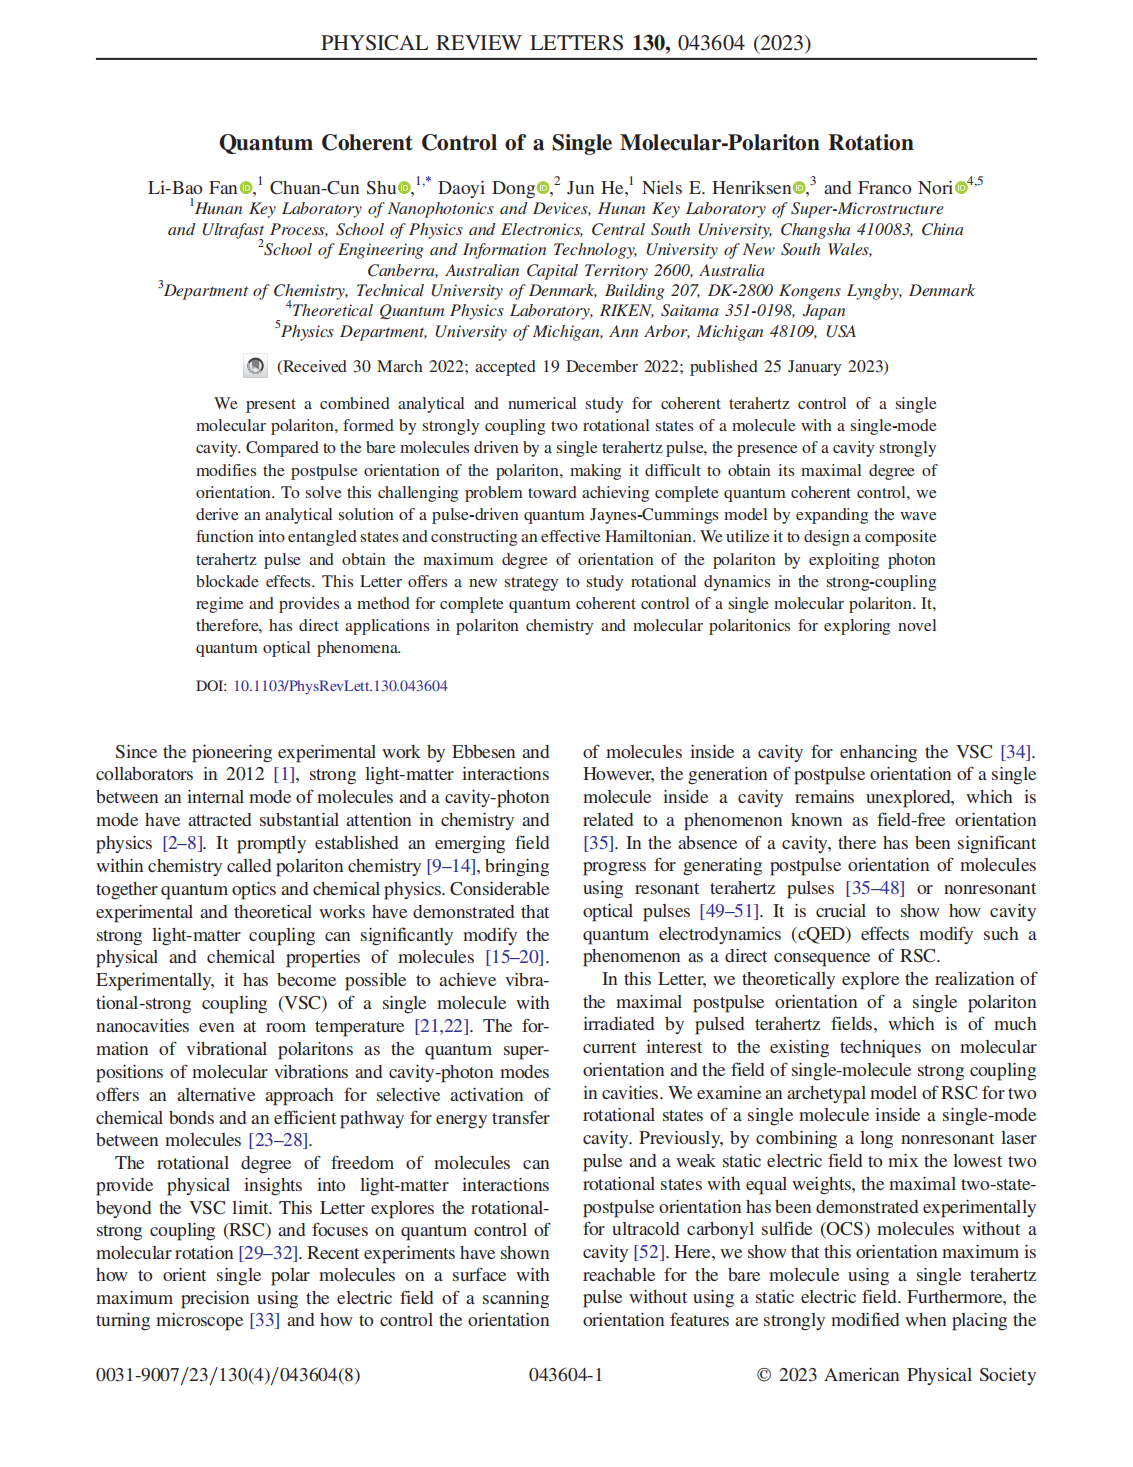 PHYSICAL REVIEW LETTERS 130, 043604 (2023)
Quantum Coherent Control of a Single Molecular-Polariton Rotation
Li-Bao Fan,1 Chuan-Cun Shu,1,* Daoyi Dong,2 Jun He,1 Niels E. Henriksen,3 and Franco Nori4,5
1Hunan Key Laboratory of Nanophotonics and Devices, Hunan Key Laboratory of Super-Microstructure
and Ultrafast Process, School of Physics and Electronics, Central South University, Changsha 410083, China
2School of Engineering and Information Technology, University of New South Wales,
Canberra, Australian Capital Territory 2600, Australia
3Department of Chemistry, Technical University of Denmark, Building 207, DK-2800 Kongens Lyngby, Denmark
4Theoretical Quantum Physics Laboratory, RIKEN, Saitama 351-0198, Japan
5Physics Department, University of Michigan, Ann Arbor, Michigan 48109, USA
(Received 30 March 2022; accepted 19 December 2022; published 25 January 2023)
We present a combined analytical and numerical study for coherent terahertz control of a single
molecular polariton, formed by strongly coupling two rotational states of a molecule with a single-mode
cavity. Compared to the bare molecules driven by a single terahertz pulse, the presence of a cavity strongly
modifies the postpulse orientation of the polariton, making it difficult to obtain its maximal degree of
orientation. To solve this challenging problem toward achieving complete quantum coherent control, we
derive an analytical solution of a pulse-driven quantum Jaynes-Cummings model by expanding the wave
function into entangled states and constructing an effective Hamiltonian. We utilize it to design a composite
terahertz pulse and obtain the maximum degree of orientation of the polariton by exploiting photon
blockade effects. This Letter offers a new strategy to study rotational dynamics in the strong-coupling
regime and provides a method for complete quantum coherent control of a single molecular polariton. It,
therefore, has direct applications in polariton chemistry and molecular polaritonics for exploring novel
quantum optical phenomena.
DOI: 10.1103/PhysRevLett.130.043604
Since the pioneering experimental work by Ebbesen and
collaborators in 2012 [1], strong light-matter interactions
between an internal mode of molecules and a cavity-photon
mode have attracted substantial attention in chemistry and
physics [2–8]. It promptly established an emerging field
within chemistry called polariton chemistry [9–14], bringing
together quantum optics and chemical physics. Considerable
experimental and theoretical works have demonstrated that
strong light-matter coupling can significantly modify the
physical and chemical properties of molecules [15–20].
Experimentally, it has become possible to achieve vibra-
tional-strong coupling (VSC) of a single molecule with
nanocavities even at room temperature [21,22]. The for-
mation of vibrational polaritons as the quantum super-
positions of molecular vibrations and cavity-photon modes
offers an alternative approach for selective activation of
chemical bonds and an efficient pathway for energy transfer
between molecules [23–28].
The rotational degree of freedom of molecules can
provide physical insights into light-matter interactions
beyond the VSC limit. This Letter explores the rotational-
strong coupling (RSC) and focuses on quantum control of
molecular rotation [29–32]. Recent experiments have shown
how to orient single polar molecules on a surface with
maximum precision using the electric field of a scanning
turning microscope [33] and how to control the orientation
of molecules inside a cavity for enhancing the VSC [34].
However, the generation of postpulse orientation of a single
molecule inside a cavity remains unexplored, which is
related to a phenomenon known as field-free orientation
[35]. In the absence of a cavity, there has been significant
progress for generating postpulse orientation of molecules
using resonant terahertz pulses [35–48] or nonresonant
optical pulses [49–51]. It is crucial to show how cavity
quantum electrodynamics (cQED) effects modify such a
phenomenon as a direct consequence of RSC.
In this Letter, we theoretically explore the realization of
the maximal postpulse orientation of a single polariton
irradiated by pulsed terahertz fields, which is of much
current interest to the existing techniques on molecular
orientation and the field of single-molecule strong coupling
in cavities. We examine an archetypal model of RSC for two
rotational states of a single molecule inside a single-mode
cavity. Previously, by combining a long nonresonant laser
pulse and a weak static electric field to mix the lowest two
rotational states with equal weights, the maximal two-state-
postpulse orientation has been demonstrated experimentally
for ultracold carbonyl sulfide (OCS) molecules without a
cavity [52]. Here, we show that this orientation maximum is
reachable for the bare molecule using a single terahertz
pulse without using a static electric field. Furthermore, the
orientation features are strongly modified when placing the
0031-9007/23/130(4)/043604(8)
043604-1
© 2023 American Physical Society